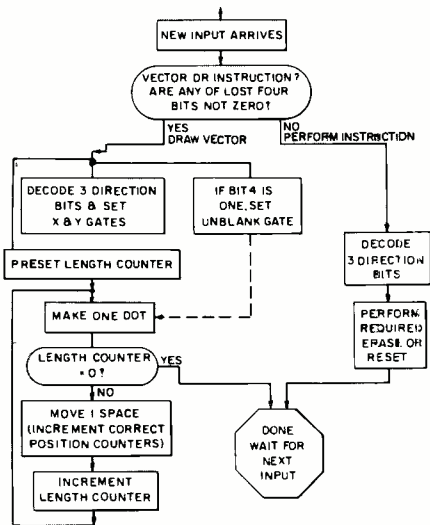 NEW INPUT ARRIVES
VECTOR OR INSTRUCTION?
ARE ANY OF LOST FOUR
BITS NOT ZERO?
YES
DRAW VECTOR
NO
PERFORM INSTRUCTION
DECODE 3 DIRECTION
BITS & SET
X & Y GATES
IF BIT 4 IS
ONE, SET
UNBLANK GATE
DECODE
3 DIRECTION
BITS
PRESET LENGTH COUNTER
MAKE ONE DOT
PERFORM
REQUIRED
ERASE OR
RESET
LENGTH COUNTER
= 0?
YES
NO
MOVE 1 SPACE
(INCREMENT CORRECT
POSITION COUNTERS)
DONE
WAIT FOR
NEXT
INPUT
INCREMENT
LENGTH COUNTER